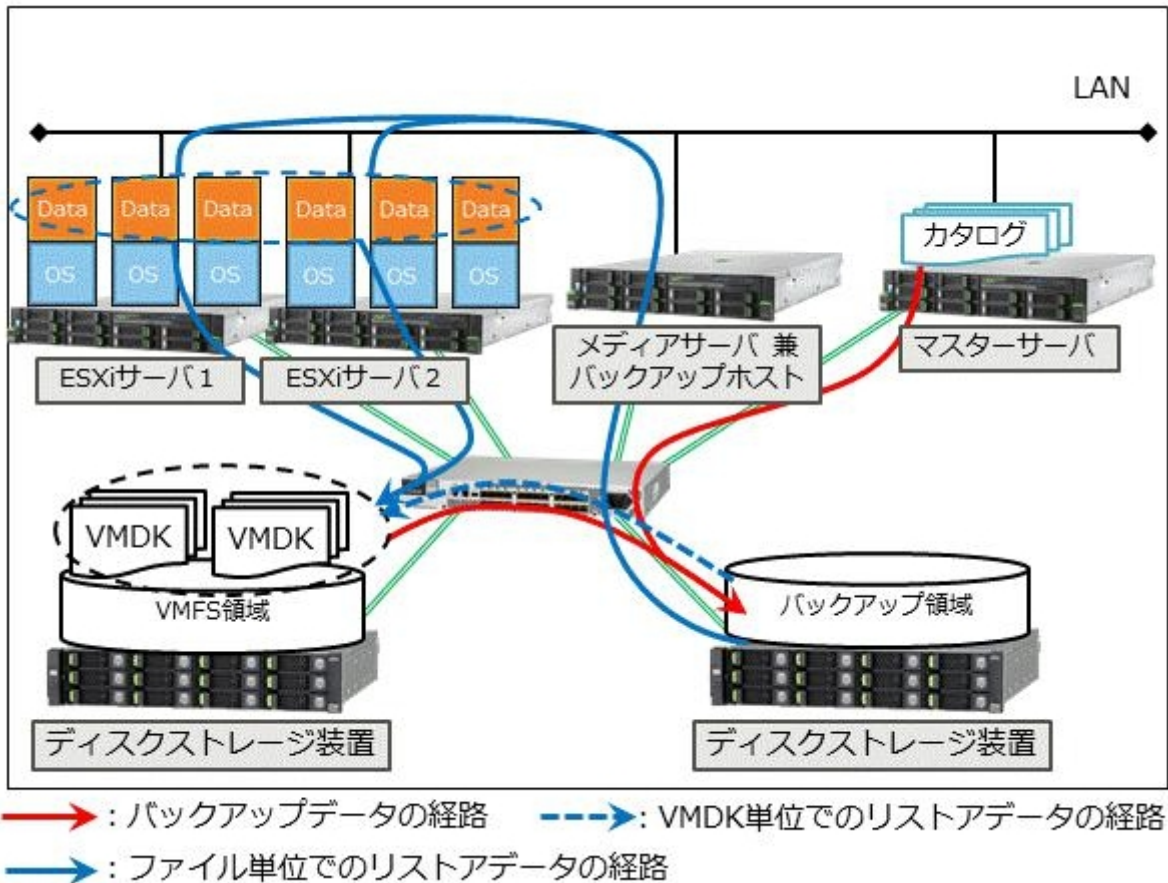 LAN
Data Data Data Data Data Data
OS OS OS OS OS OS
カタログ
ESXiサーバ1
ESXiサーバ2
メディアサーバ 兼
バックアップホスト
マスターサーバ
VMDK VMDK
VMFS領域
バックアップ領域
ディスクストレージ装置
ディスクストレージ装置
：バックアップデータの経路
：VMDK単位でのリストアデータの経路
：ファイル単位でのリストアデータの経路